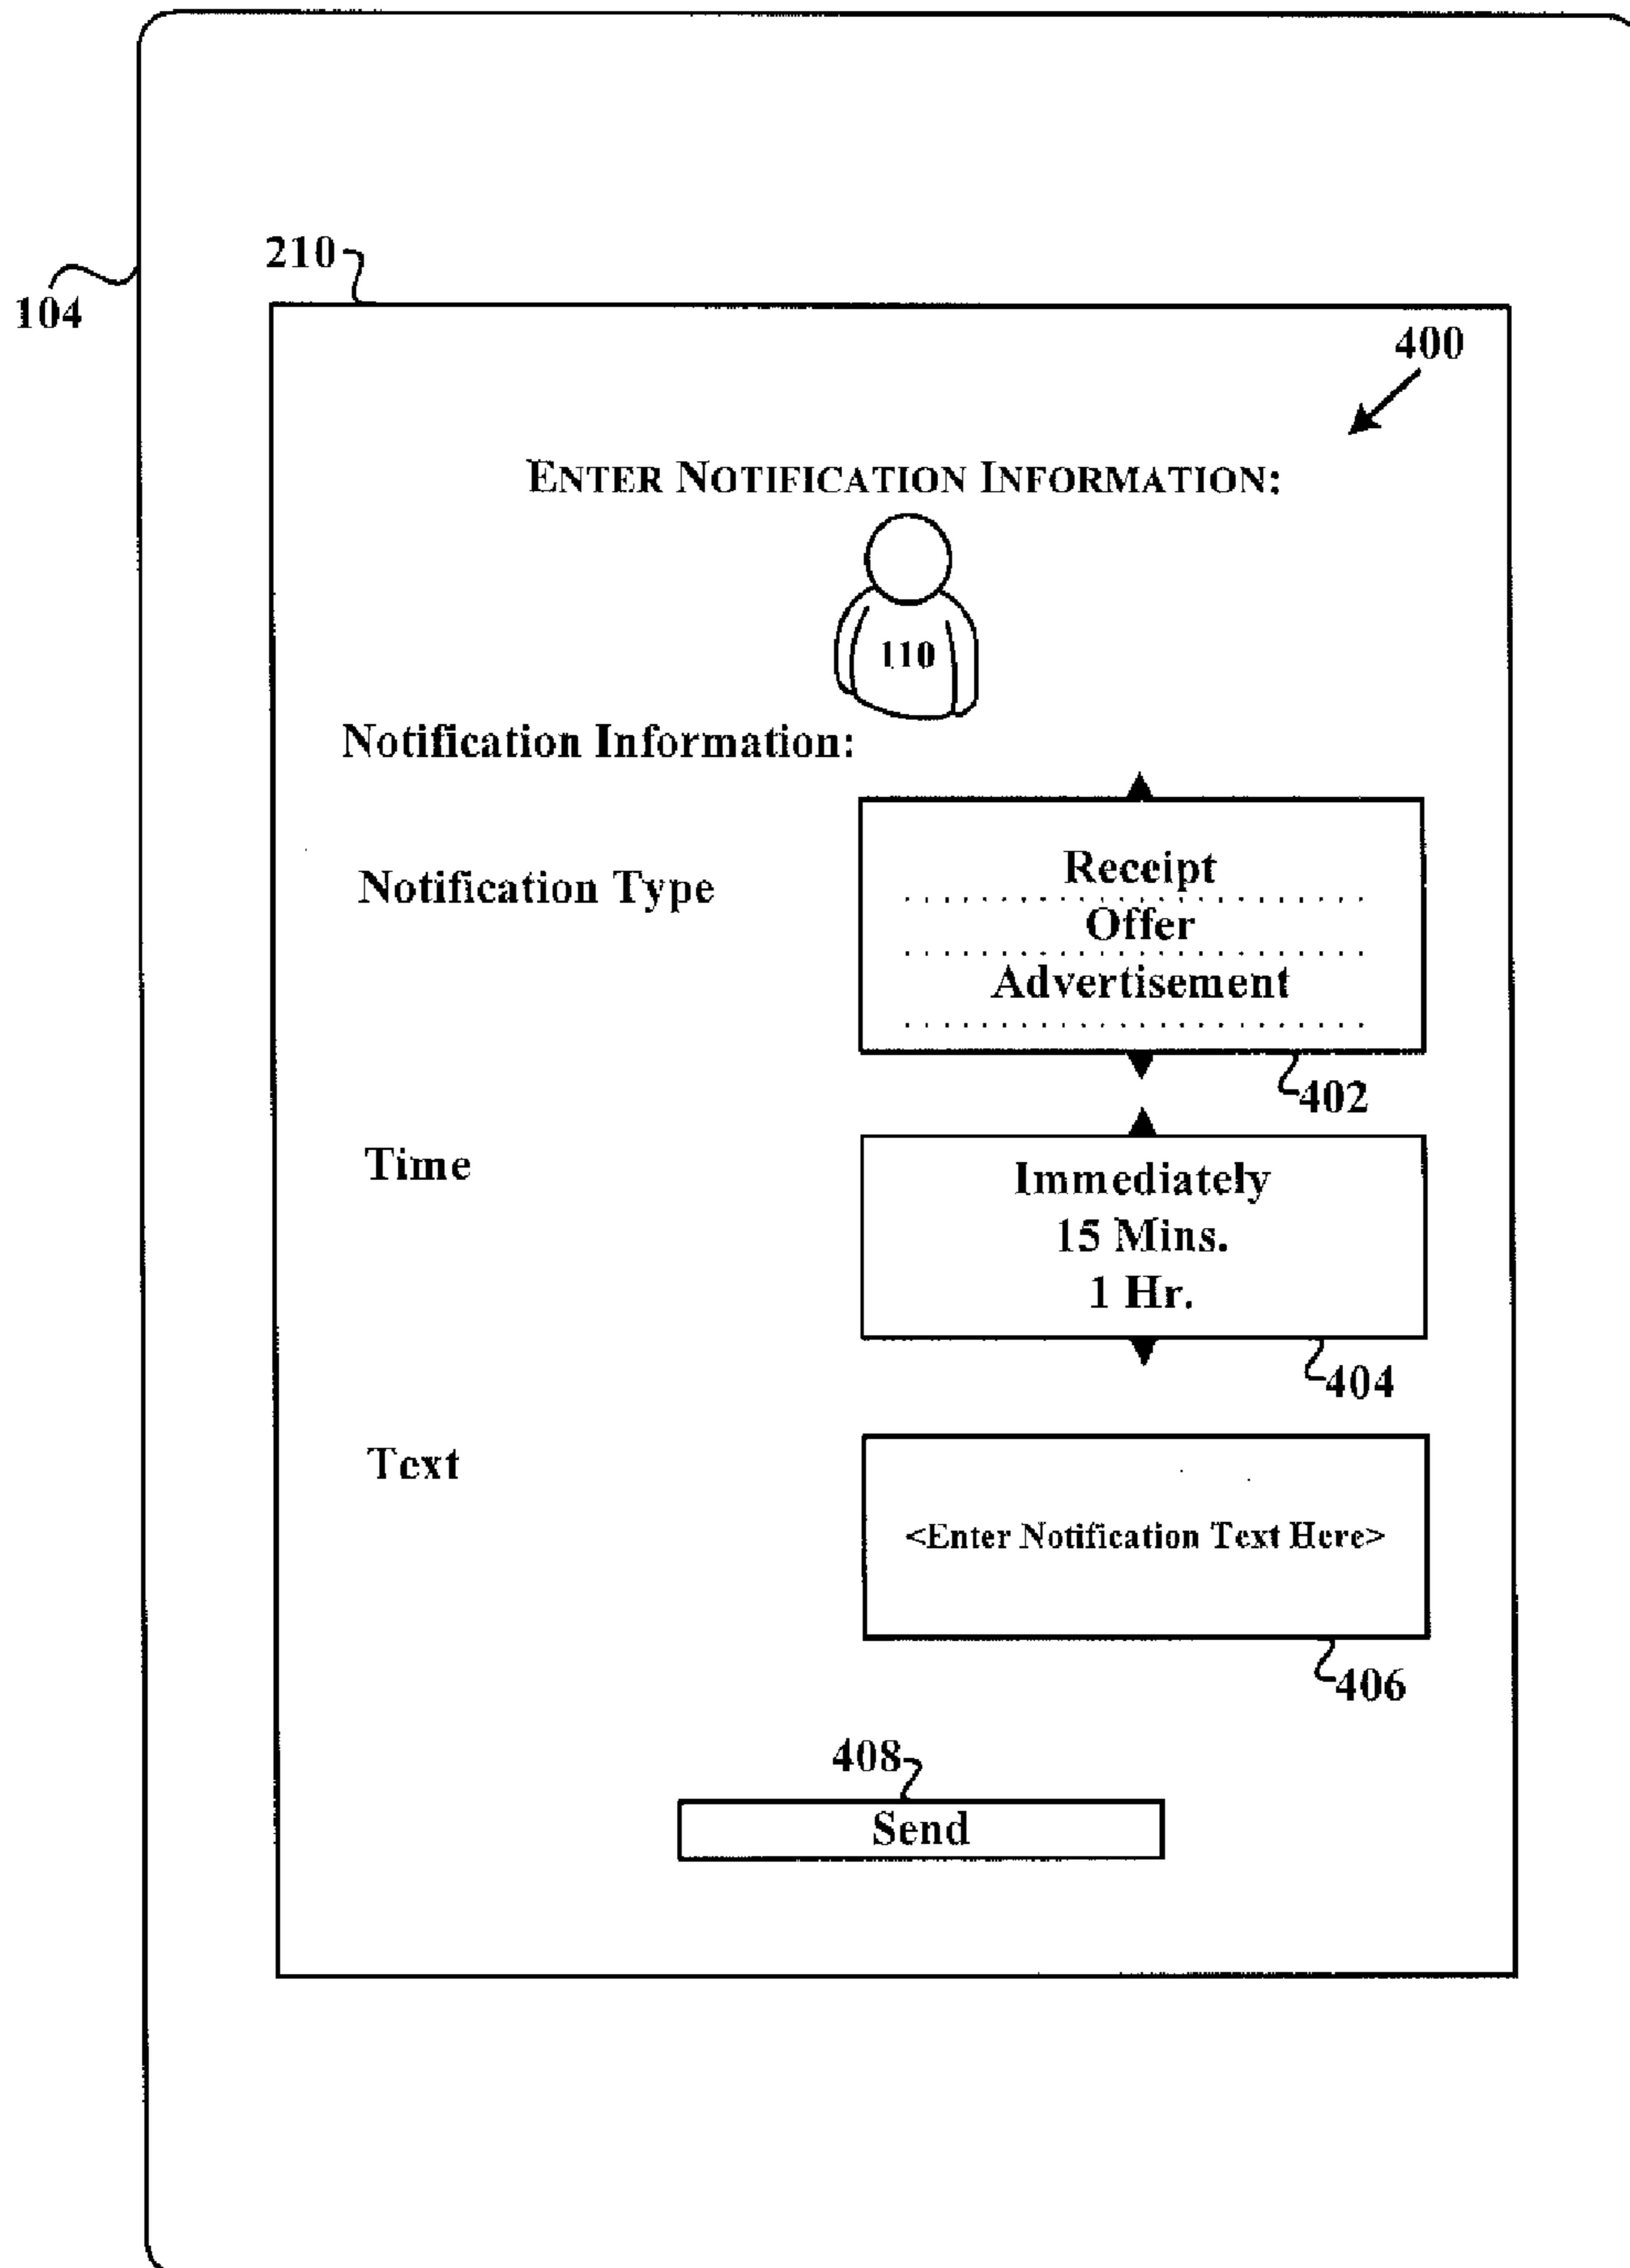 210
104
400
ENTER NOTIFICATION INFORMATION:
110
Notification Information:
Notification Type
Receipt
Offer
Advertisement
402
Time
Immediately
15 Mins.
1 Hr.
404
Text
<Enter Notification Text Here>
406
408
Send